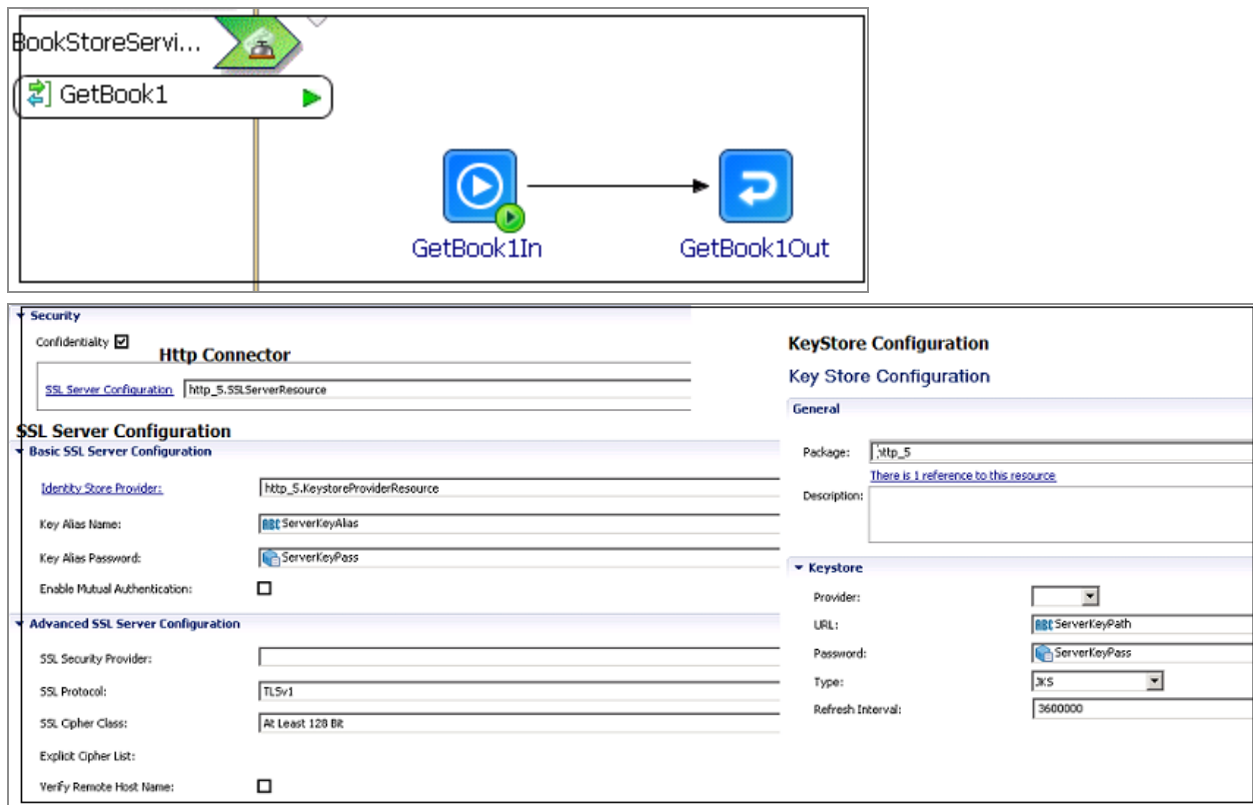 BookStoreServi...
GetBook1
GetBook1In
GetBook1Out
Security
Confidentiality
Http Connector
SSL Server Configuration http_5.SSLServerResource
SSL Server Configuration
Basic SSL Server Configuration
Identity Store Provider: http_5.KeystoreProviderResource
Key Alias Name: ABC ServerKeyAlias
Key Alias Password: ServerKeyPass
Enable Mutual Authentication:
Advanced SSL Server Configuration
SSL Security Provider:
SSL Protocol: TLSv1
SSL Cipher Class: At Least 128 Bit
Explicit Cipher List:
Verify Remote Host Name:
KeyStore Configuration
Key Store Configuration
General
Package: http_5
There is 1 reference to this resource
Description:
Keystore
Provider:
URL: ABC ServerKeyPath
Password: ServerKeyPass
Type: JKS
Refresh Interval: 3600000